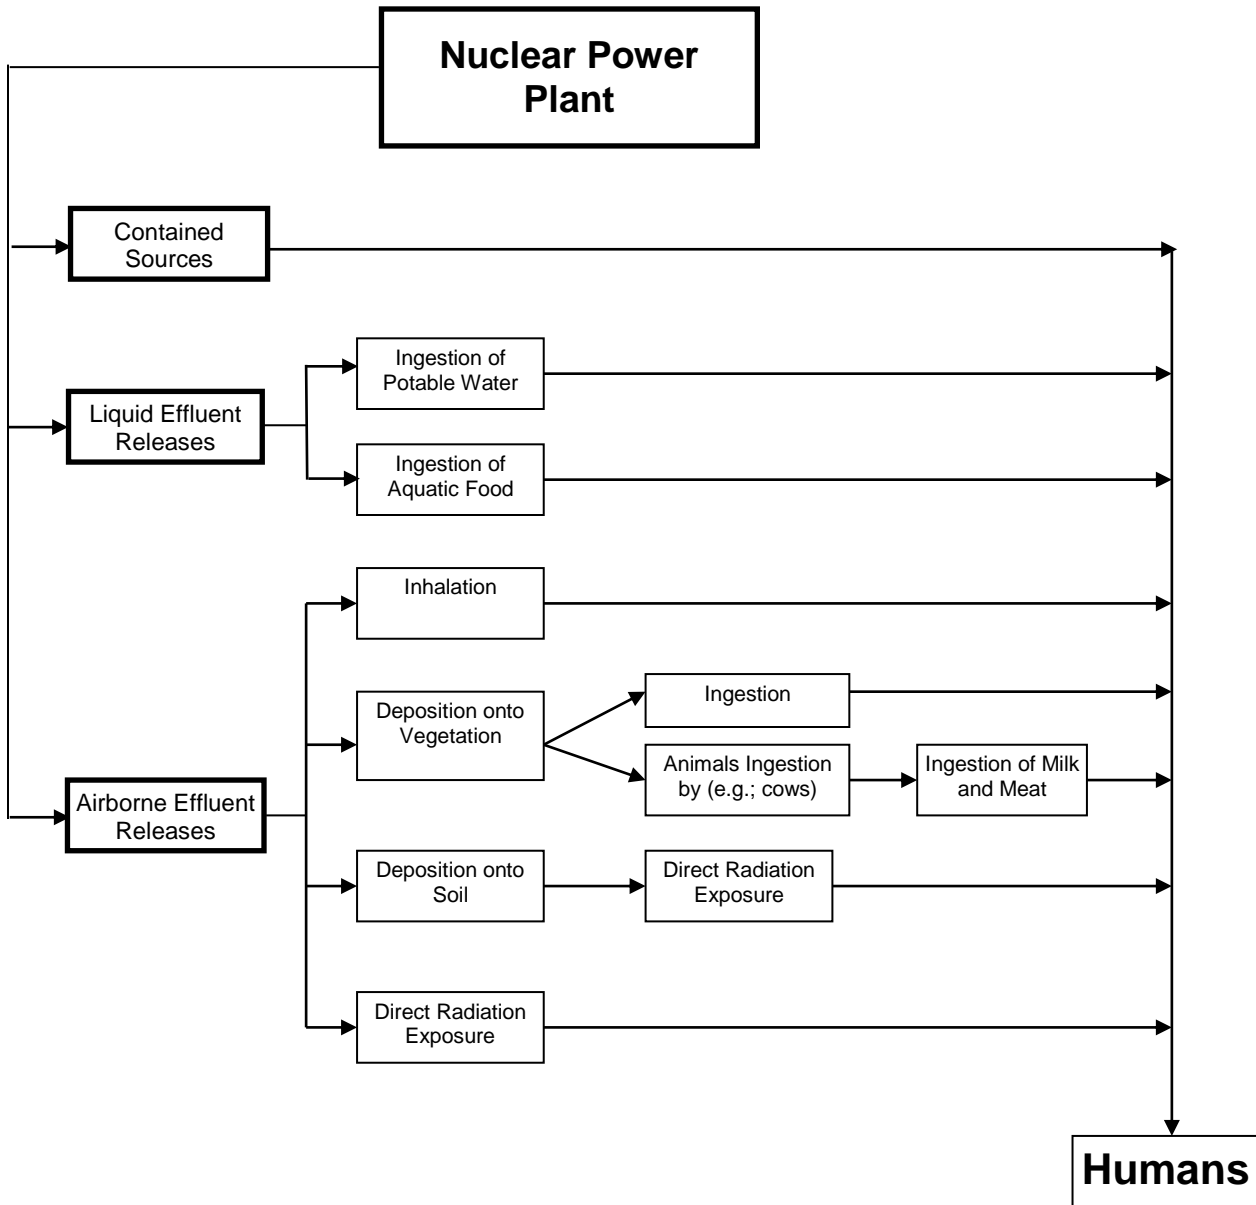 Nuclear Power
Plant
Contained
Sources
Ingestion of
Potable Water
Liquid Effluent
Releases
Ingestion of
Aquatic Food
Inhalation
Deposition onto
Vegetation
Ingestion
Animals Ingestion
by (e.g.; cows)
Ingestion of Milk
and Meat
Airborne Effluent
Releases
Deposition onto
Soil
Direct Radiation
Exposure
Direct Radiation
Exposure
Humans